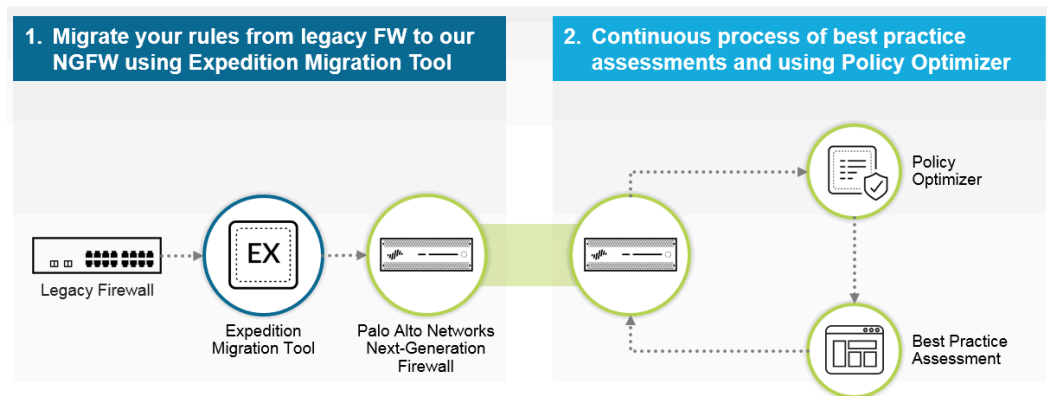 1. Migrate your rules from legacy FW to our
NGFW using Expedition Migration Tool
2. Continuous process of best practice
assessments and using Policy Optimizer
Legacy Firewall
EX
Expedition
Migration Tool
Palo Alto Networks
Next-Generation
Firewall
Policy
Optimizer
Best Practice
Assessment